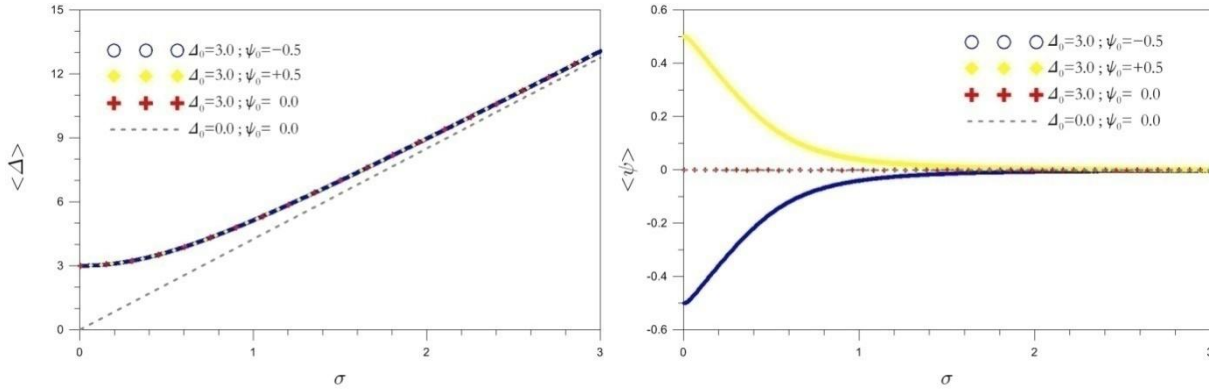 15
12
9
6
3
0
<Δ>
Δ₀=3.0 ; ψ₀=−0.5
Δ₀=3.0 ; ψ₀=+0.5
Δ₀=3.0 ; ψ₀= 0.0
Δ₀=0.0 ; ψ₀= 0.0
0 1 2 3
σ
0.6
0.4
0.2
0
-0.2
-0.4
-0.6
<ψ>
Δ₀=3.0 ; ψ₀=−0.5
Δ₀=3.0 ; ψ₀=+0.5
Δ₀=3.0 ; ψ₀= 0.0
Δ₀=0.0 ; ψ₀= 0.0
0 1 2 3
σ